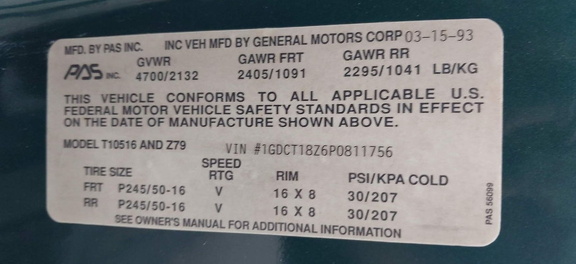 MFD. BY PAS INC. INC VEH MFD BY GENERAL MOTORS CORP 03-15-93
GVWR GAWR FRT GAWR RR
PAS INC. 4700/2132 2405/1091 2295/1041 LB/KG
THIS VEHICLE CONFORMS TO ALL APPLICABLE U.S.
FEDERAL MOTOR VEHICLE SAFETY STANDARDS IN EFFECT
ON THE DATE OF MANUFACTURE SHOWN ABOVE.
MODEL T10516 AND Z79 VIN #1GDCT18Z6P0811756
TIRE SIZE SPEED RTG RIM PSI/KPA COLD
FRT P245/50-16 V 16 X 8 30/207
RR P245/50-16 V 16 X 8 30/207
SEE OWNER'S MANUAL FOR ADDITIONAL INFORMATION
PAS 56099